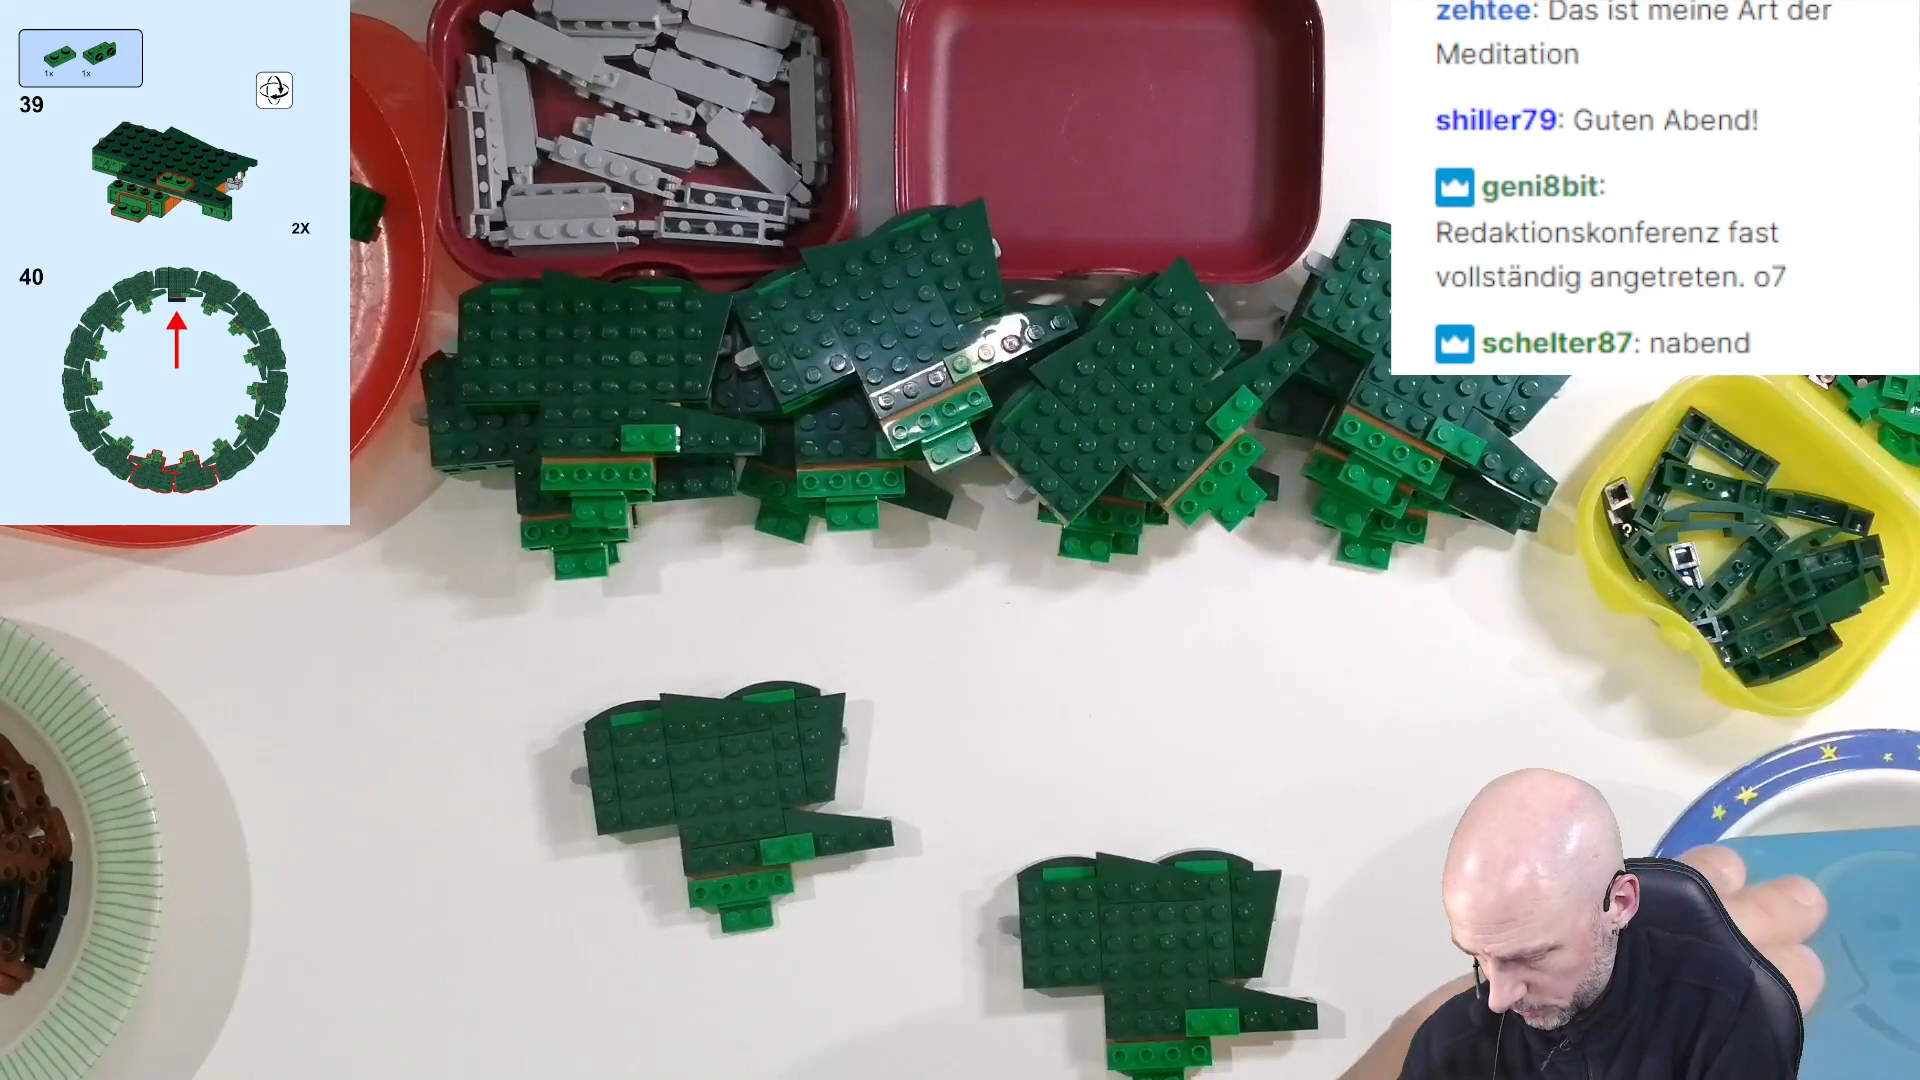 1x 1x
39
2X
40
zehtee: Das ist meine Art der
Meditation
shiller79: Guten Abend!
geni8bit:
Redaktionskonferenz fast
vollständig angetreten. o7
schelter87: nabend